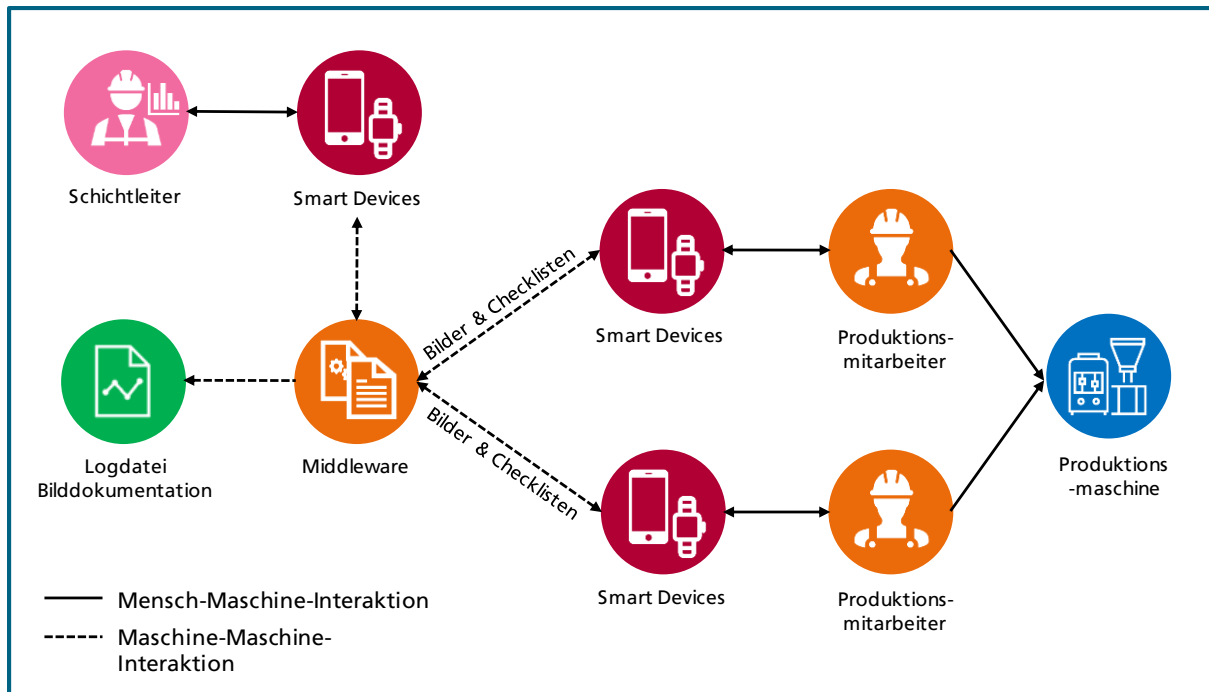 Schichtleiter
Smart Devices
Bilder & Checklisten
Smart Devices
Produktions-
mitarbeiter
Logdatei
Bilddokumentation
Middleware
Bilder & Checklisten
Produktions
-maschine
Smart Devices
Produktions-
mitarbeiter
Mensch-Maschine-Interaktion
Maschine-Maschine-
Interaktion